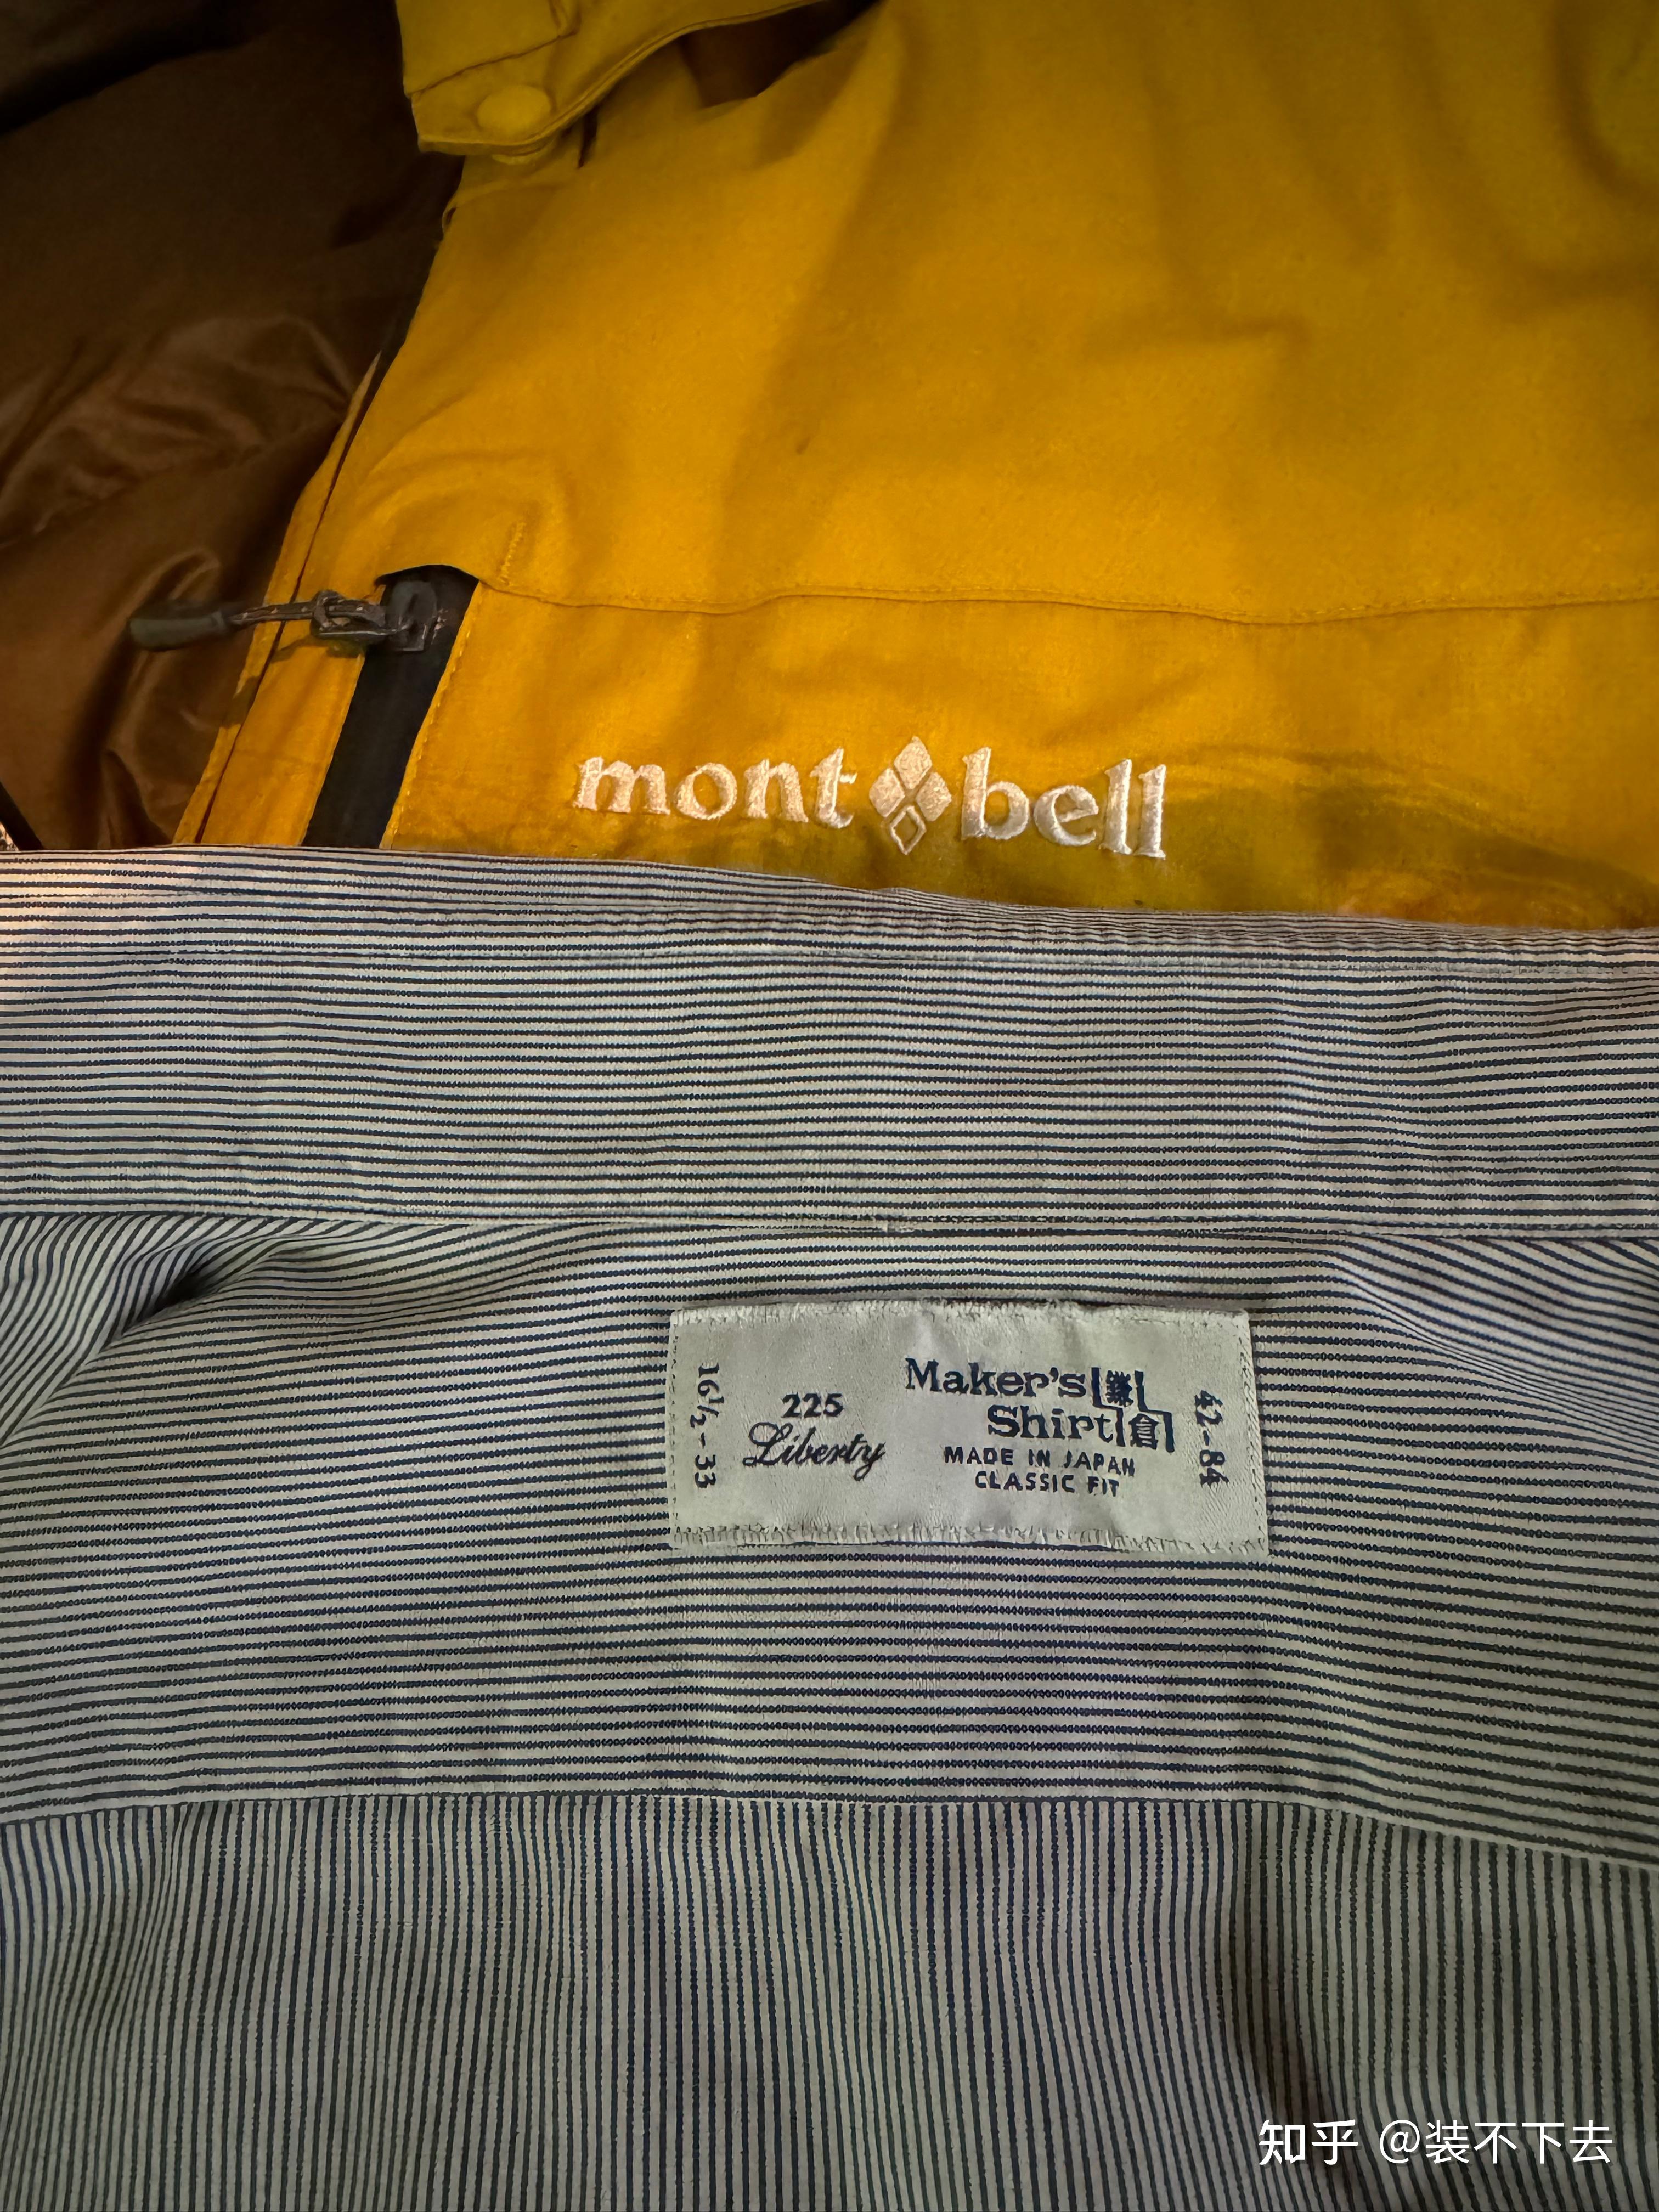 mont bell
16½-33
225
Liberty
Maker's 鎌
Shirt 倉
MADE IN JAPAN
CLASSIC FIT
42-84
知乎 @装不下去